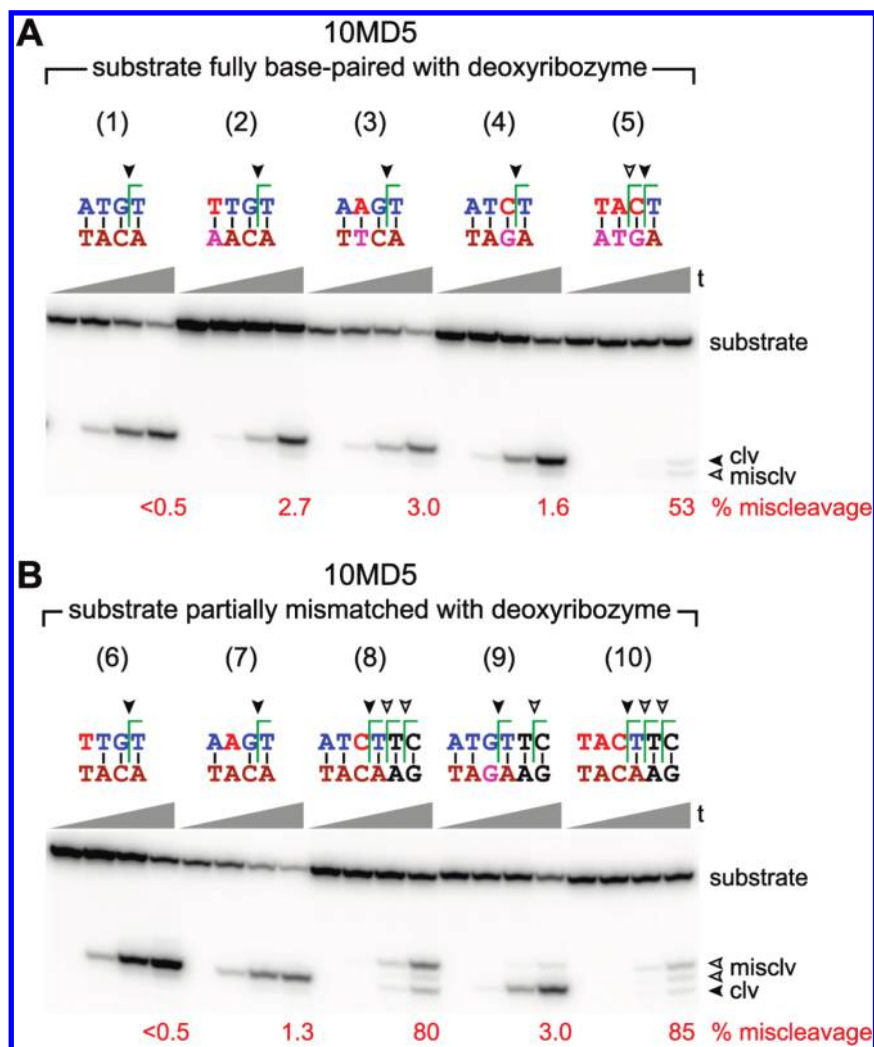 A
10MD5
substrate fully base-paired with deoxyribozyme
(1) (2) (3) (4) (5)
ATGT TTGT AAGT ATCT TACT
TACA AACA TTCA TAGA ATGA
t
substrate
clv
misclv
<0.5 2.7 3.0 1.6 53 % miscleavage
B
10MD5
substrate partially mismatched with deoxyribozyme
(6) (7) (8) (9) (10)
TTGT AAGT ATCTTC ATGTTC TACTTC
TACA TACA TACAAG TAGAAG TACAAG
t
substrate
misclv
clv
<0.5 1.3 80 3.0 85 % miscleavage